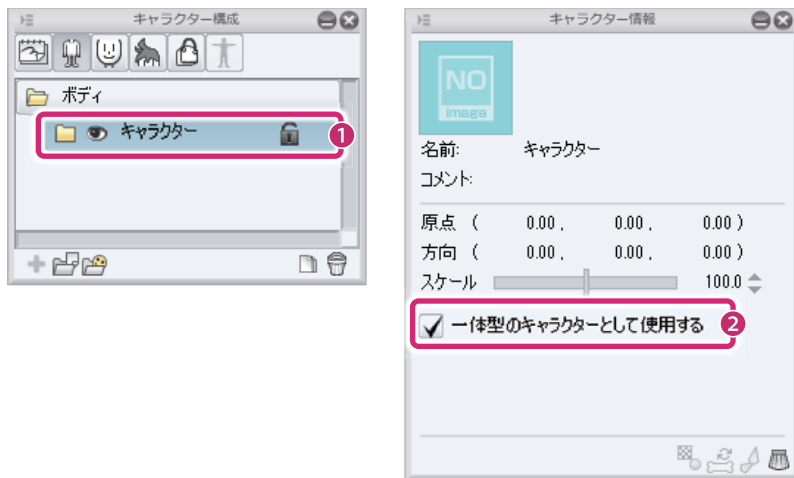 キャラクター構成
ボディ
キャラクター
1
キャラクター情報
NO
Image
名前: キャラクター
コメント:
原点 ( 0.00 , 0.00 , 0.00 )
方向 ( 0.00 , 0.00 , 0.00 )
スケール 100.0
一体型のキャラクターとして使用する 2